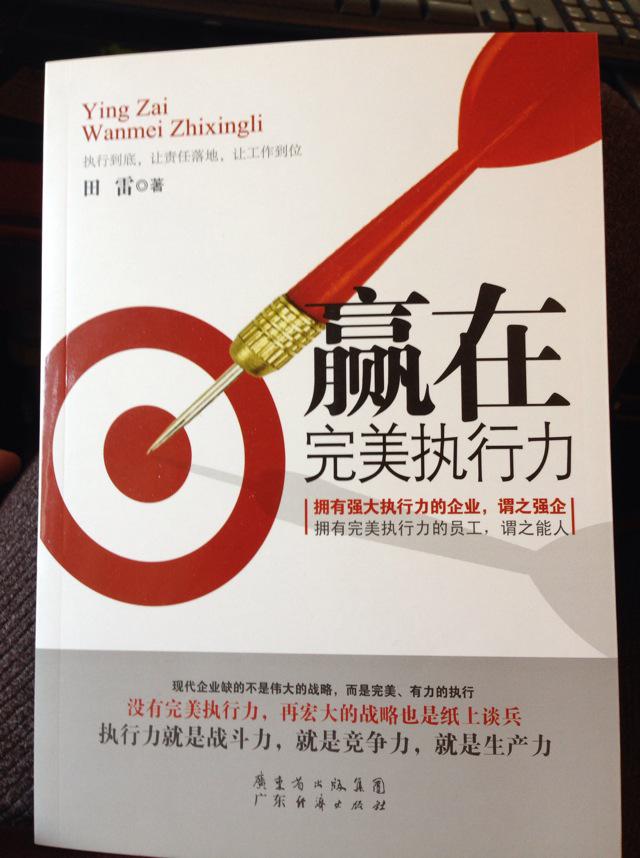 Ying Zai
Wanmei Zhixingli
执行到底，让责任落地，让工作到位
田 雷◎著
赢在
完美执行力
拥有强大执行力的企业，谓之强企
拥有完美执行力的员工，谓之能人
现代企业缺的不是伟大的战略，而是完美、有力的执行
没有完美执行力，再宏大的战略也是纸上谈兵
执行力就是战斗力，就是竞争力，就是生产力
廣東省出版集團
广东经济出版社